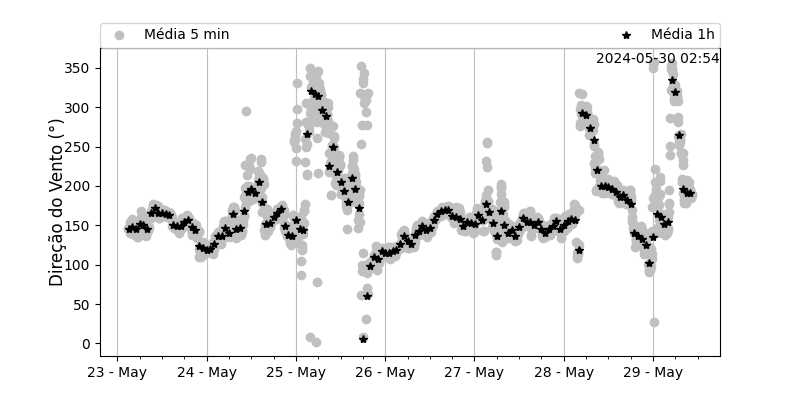 Média 5 min
Média 1h
2024-05-30 02:54
Direção do Vento (°)
350
300
250
200
150
100
50
0
23 - May
24 - May
25 - May
26 - May
27 - May
28 - May
29 - May